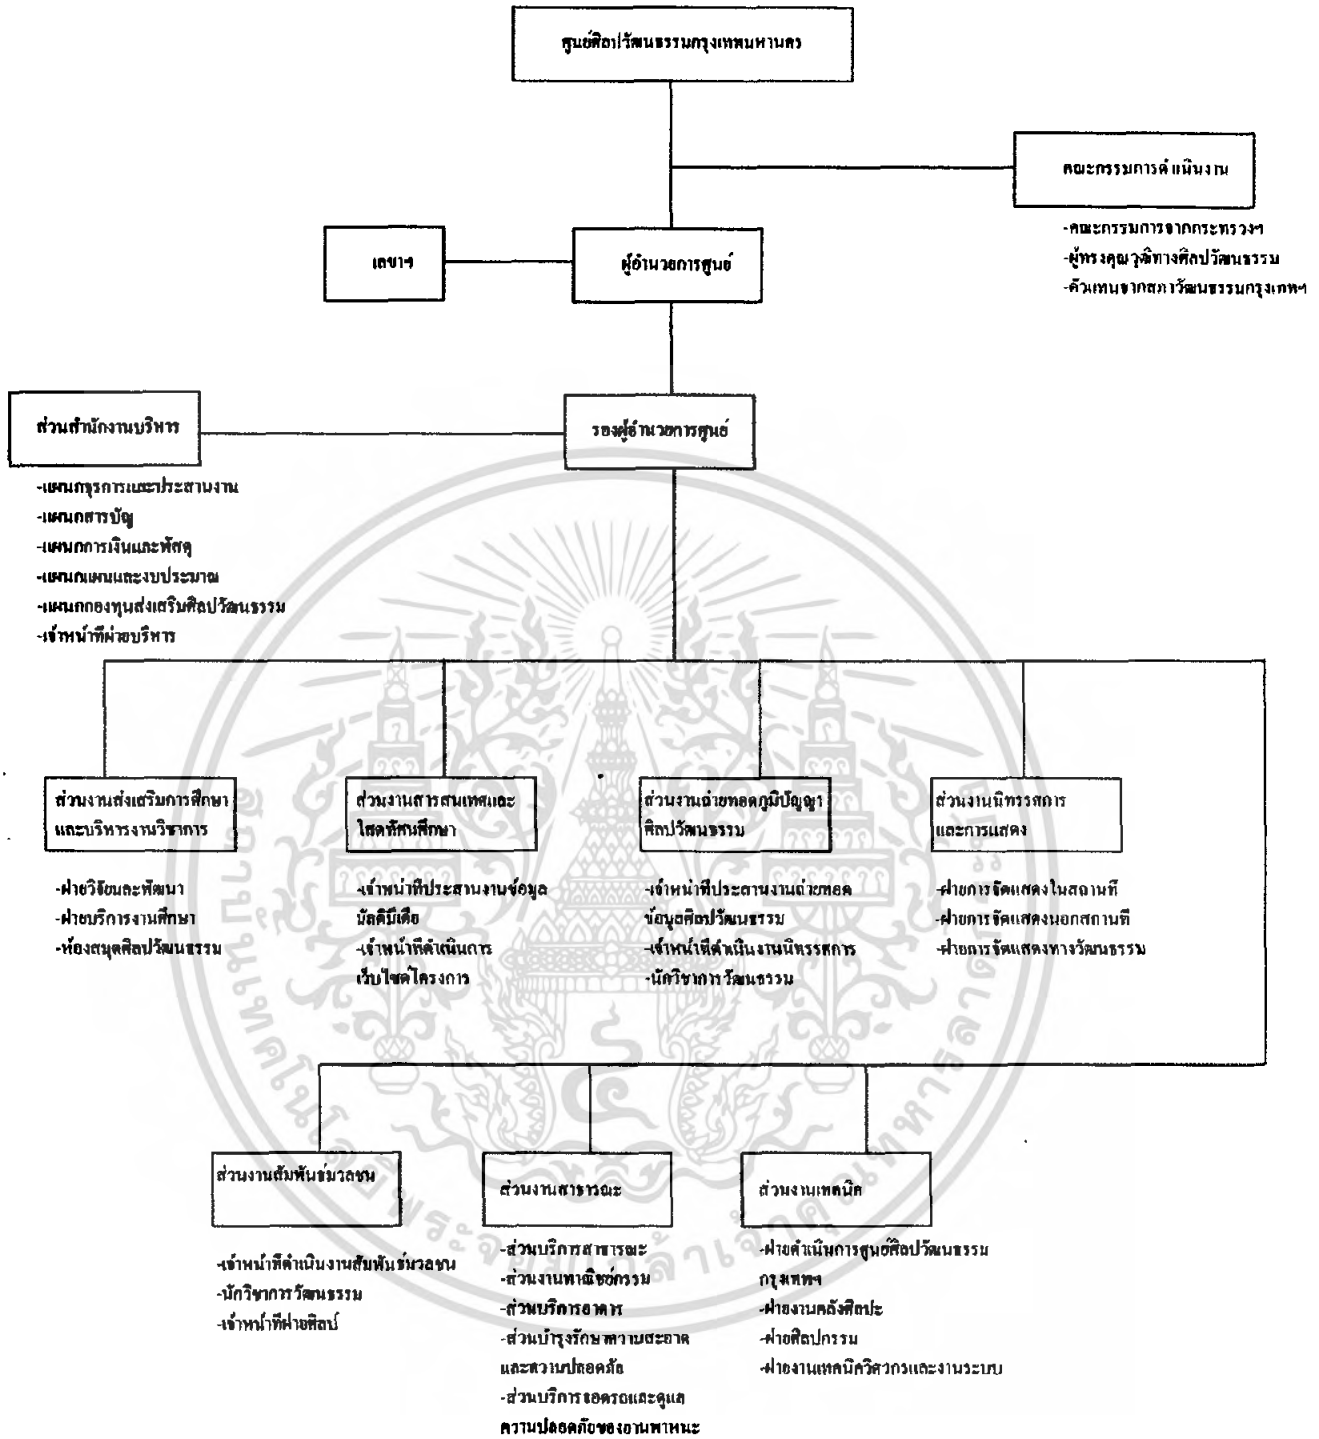 ศูนย์ศิลปวัฒนธรรมกรุงเทพมหานคร
คณะกรรมการดำเนินงาน
-คณะกรรมการจากกระทรวงฯ
-ผู้ทรงคุณวุฒิทางศิลปวัฒนธรรม
-ตัวแทนจากสภาวัฒนธรรมกรุงเทพฯ
เลขาฯ
ผู้อำนวยการศูนย์
ส่วนสำนักงานบริหาร
รองผู้อำนวยการศูนย์
-แผนกธุรการและประสานงาน
-แผนกสารบัญ
-แผนกการเงินและพัสดุ
-แผนกแผนและงบประมาณ
-แผนกกองทุนส่งเสริมศิลปวัฒนธรรม
-เจ้าหน้าที่ฝ่ายบริหาร
ส่วนงานส่งเสริมการศึกษา
และบริหารงานวิชาการ
-ฝ่ายวิจัยและพัฒนา
-ฝ่ายบริการงานศึกษา
-ห้องสมุดศิลปวัฒนธรรม
ส่วนงานสารสนเทศและ
โสตทัศนศึกษา
-เจ้าหน้าที่ประสานงานข้อมูล
มัลติมีเดีย
-เจ้าหน้าที่ดำเนินการ
เว็บไซต์โครงการ
ส่วนงานถ่ายทอดภูมิปัญญา
ศิลปวัฒนธรรม
-เจ้าหน้าที่ประสานงานถ่ายทอด
ข้อมูลศิลปวัฒนธรรม
-เจ้าหน้าที่ดำเนินงานนิทรรศการ
-นักวิชาการวัฒนธรรม
ส่วนงานนิทรรสการ
และการแสดง
-ฝ่ายการจัดแสดงในสถานที่
-ฝ่ายการจัดแสดงนอกสถานที่
-ฝ่ายการจัดแสดงทางวัฒนธรรม
ส่วนงานสัมพันธ์มวลชน
-เจ้าหน้าที่ดำเนินงานสัมพันธ์มวลชน
-นักวิชาการวัฒนธรรม
-เจ้าหน้าที่ฝ่ายศิลป์
ส่วนงานสาธารณะ
-ส่วนบริการสาธารณะ
-ส่วนงานพาณิชย์กรรม
-ส่วนบริการอาคาร
-ส่วนบำรุงรักษาความสะอาด
และความปลอดภัย
-ส่วนบริการจอดรถและดูแล
ความปลอดภัยของยานพาหนะ
ส่วนงานเทคนิค
-ฝ่ายดำเนินการศูนย์ศิลปวัฒนธรรม
กรุงเทพฯ
-ฝ่ายงานคลังศิลปะ
-ฝ่ายศิลปกรรม
-ฝ่ายงานเทคนิควิศวกรและงานระบบ
สถาบันเทคโนโลยีพระจอมเกล้าเจ้าคุณทหารลาดกระบัง